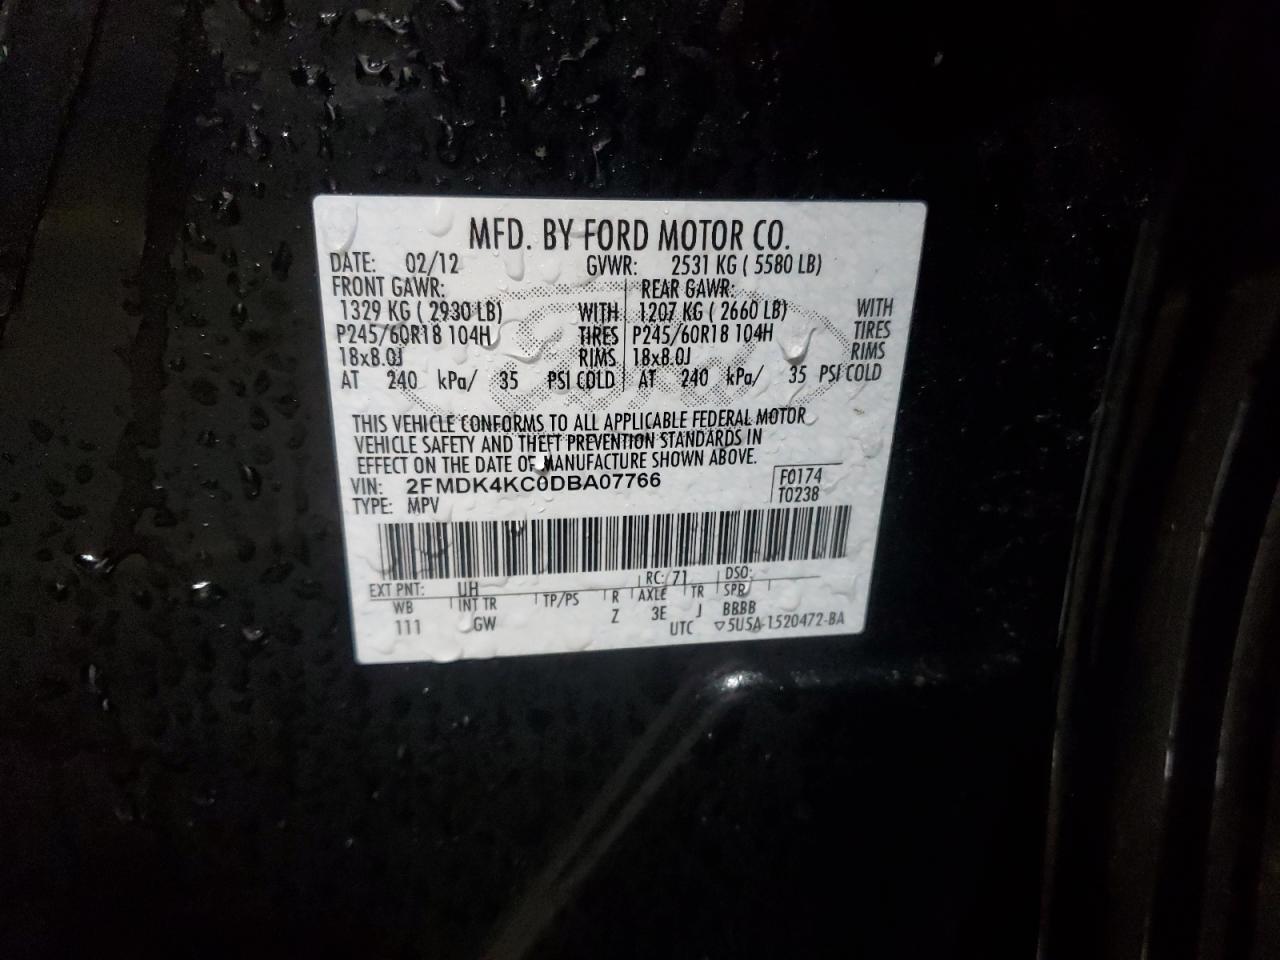 MFD. BY FORD MOTOR CO.
DATE: 02/12 GVWR: 2531 KG ( 5580 LB)
FRONT GAWR: REAR GAWR:
1329 KG ( 2930 LB) WITH 1207 KG ( 2660 LB) WITH
P245/60R18 104H TIRES P245/60R18 104H TIRES
18x8.0J RIMS 18x8.0J RIMS
AT 240 kPa/ 35 PSI COLD AT 240 kPa/ 35 PSI COLD
THIS VEHICLE CONFORMS TO ALL APPLICABLE FEDERAL MOTOR
VEHICLE SAFETY AND THEFT PREVENTION STANDARDS IN
EFFECT ON THE DATE OF MANUFACTURE SHOWN ABOVE.
VIN: 2FMDK4KC0DBA07766 F0174
TYPE: MPV T0238
EXT PNT: UH RC: 71 DSO:
WB INT TR TP/PS R AXLE TR SPR
111 GW Z 3E J BBBB
UTC ▽5U5A-1520472-BA